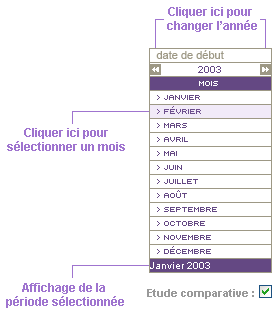 Cliquer ici pour
changer l'année
date de début
2003
MOIS
> JANVIER
> FÉVRIER
> MARS
> AVRIL
> MAI
> JUIN
> JUILLET
> AOÛT
> SEPTEMBRE
> OCTOBRE
> NOVEMBRE
> DÉCEMBRE
Janvier 2003
Cliquer ici pour
sélectionner un mois
Affichage de la
période sélectionnée
Etude comparative :